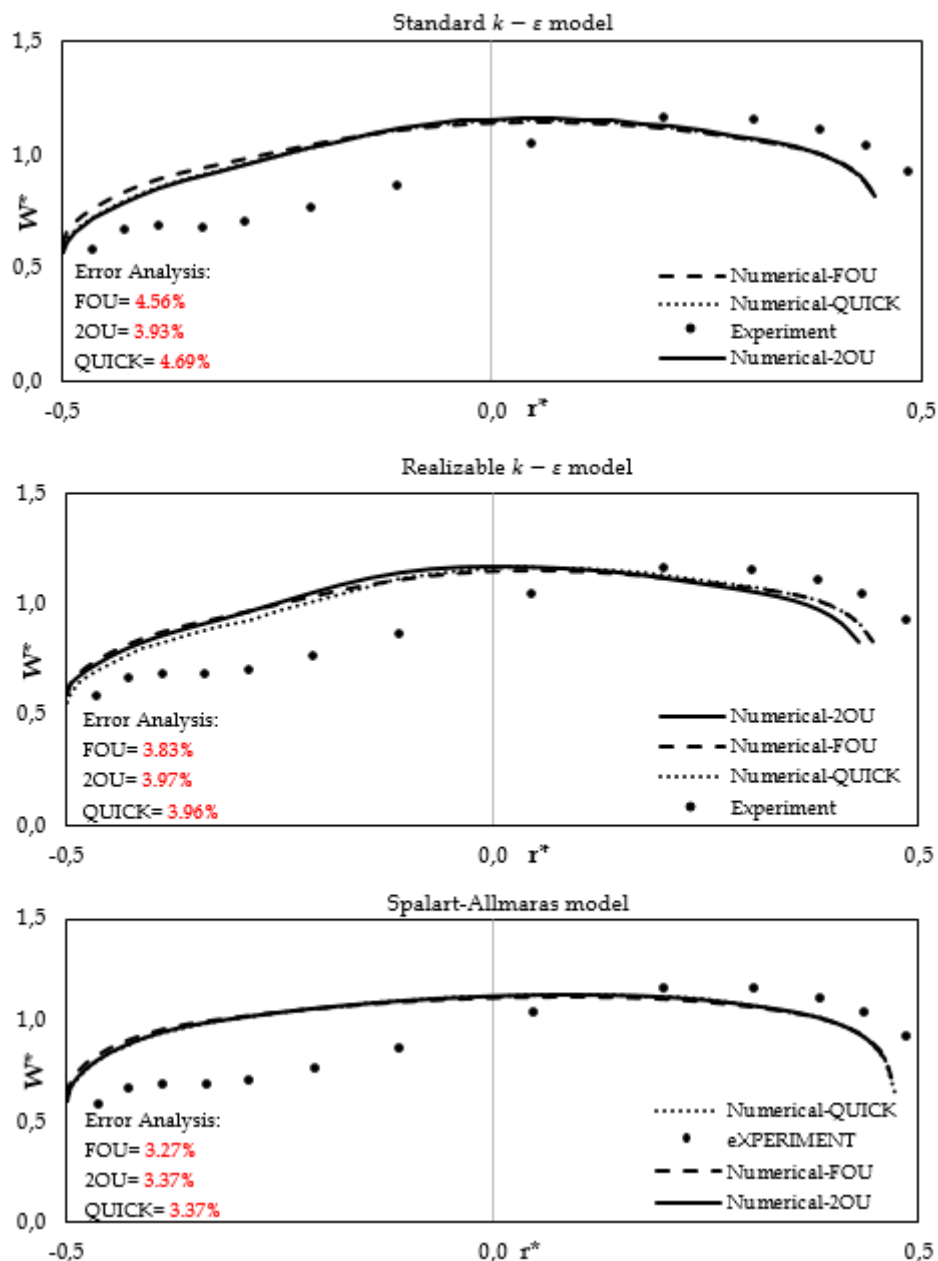 Standard k − ε model
1,5
1,0
W*
0,5
Error Analysis:
FOU= 4.56%
2OU= 3.93%
QUICK= 4.69%
Numerical-FOU
Numerical-QUICK
Experiment
Numerical-2OU
0,0
-0,5
0,0
r*
0,5
Realizable k − ε model
1,5
1,0
W*
0,5
Error Analysis:
FOU= 3.83%
2OU= 3.97%
QUICK= 3.96%
Numerical-2OU
Numerical-FOU
Numerical-QUICK
Experiment
0,0
-0,5
0,0
r*
0,5
Spalart-Allmaras model
1,5
1,0
W*
0,5
Error Analysis:
FOU= 3.27%
2OU= 3.37%
QUICK= 3.37%
Numerical-QUICK
eXPERIMENT
Numerical-FOU
Numerical-2OU
0,0
-0,5
0,0
r*
0,5